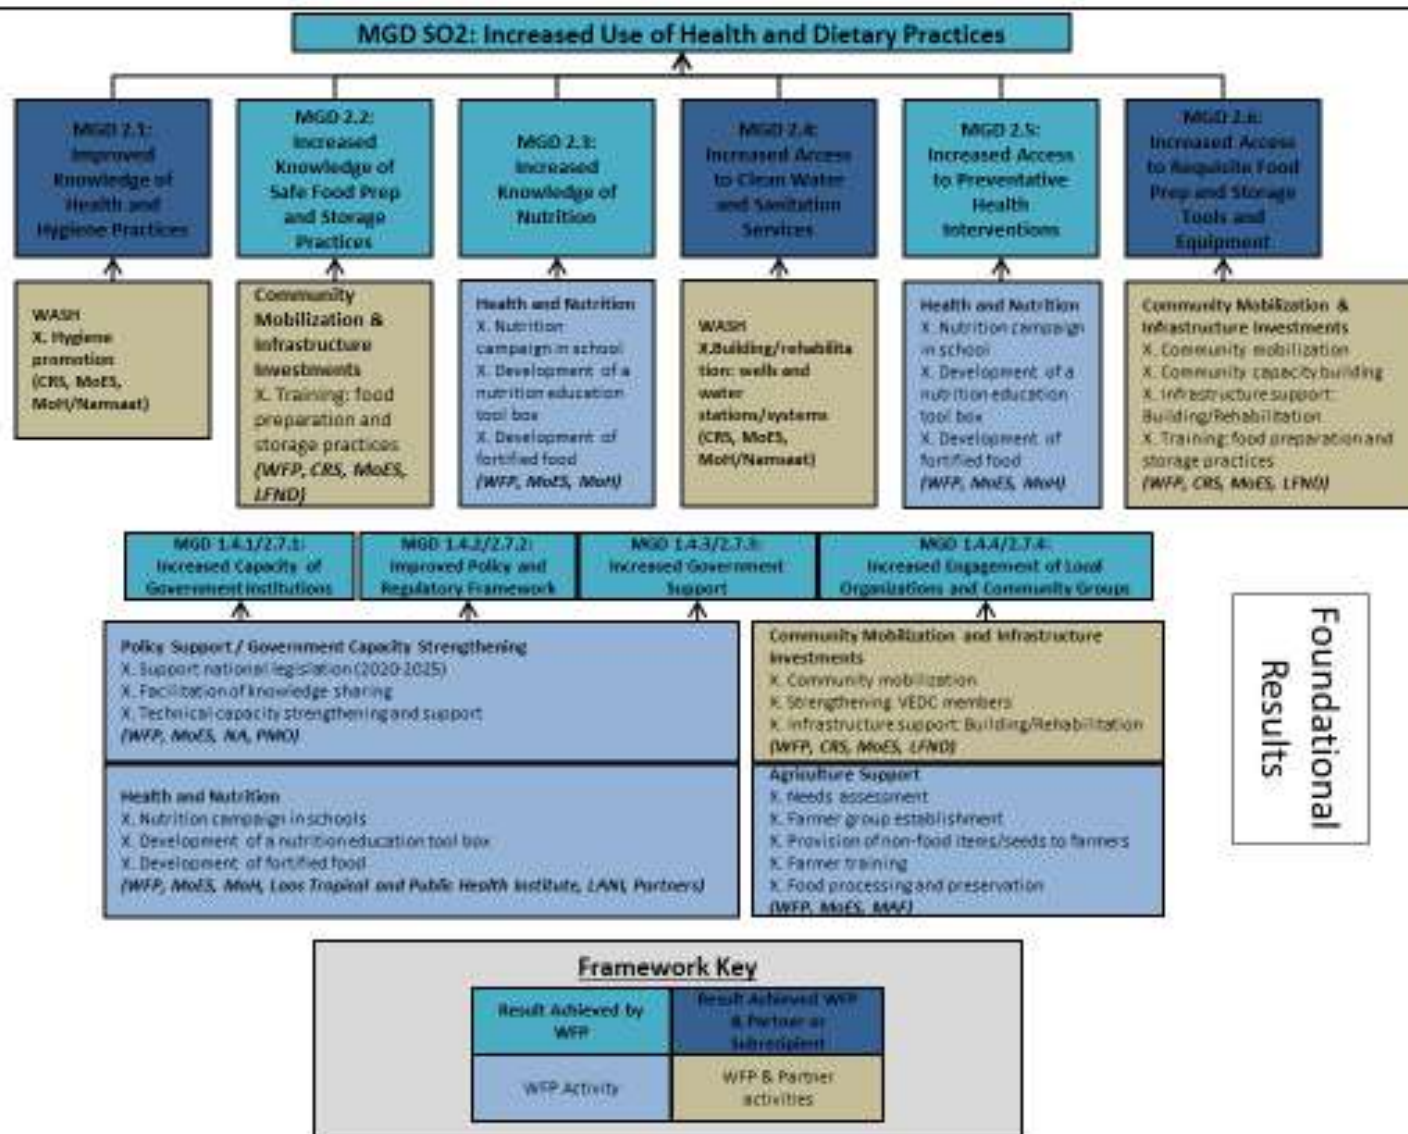 MGD SO2: Increased Use of Health and Dietary Practices
MGD 2.1:
Improved
Knowledge of
Health and
Hygiene Practices
MGD 2.2:
Increased
Knowledge of
Safe Food Prep
and Storage
Practices
MGD 2.3:
Increased
Knowledge of
Nutrition
MGD 2.4:
Increased Access
to Clean Water
and Sanitation
Services
MGD 2.5:
Increased Access
to Preventative
Health
Interventions
MGD 2.6:
Increased Access
to Requisite Food
Prep and Storage
Tools and
Equipment
WASH
X. Hygiene
promotion
(CRS, MoES,
MoH/Namsaat)
Community
Mobilization &
Infrastructure
Investments
X. Training: food
preparation and
storage practices
(WFP, CRS, MoES,
LFND)
Health and Nutrition
X. Nutrition
campaign in school
X. Development of a
nutrition education
tool box
X. Development of
fortified food
(WFP, MoES, MoH)
WASH
X.Building/rehabilita
tion: wells and
water
stations/systems
(CRS, MoES,
MoH/Namsaat)
Health and Nutrition
X. Nutrition campaign
in school
X. Development of a
nutrition education
tool box
X. Development of
fortified food
(WFP, MoES, MoH)
Community Mobilization &
Infrastructure Investments
X. Community mobilization
X. Community capacity building
X. Infrastructure support:
Building/Rehabilitation
X. Training: food preparation and
storage practices
(WFP, CRS, MoES, LFND)
MGD 1.4.1/2.7.1:
Increased Capacity of
Government Institutions
MGD 1.4.2/2.7.2:
Improved Policy and
Regulatory Framework
MGD 1.4.3/2.7.3:
Increased Government
Support
MGD 1.4.4/2.7.4:
Increased Engagement of Local
Organizations and Community Groups
Policy Support / Government Capacity Strengthening
X. Support national legislation (2020-2025)
X. Facilitation of knowledge sharing
X. Technical capacity strengthening and support
(WFP, MoES, NA, PMO)
Health and Nutrition
X. Nutrition campaign in schools
X. Development of a nutrition education tool box
X. Development of fortified food
(WFP, MoES, MoH, Laos Tropical and Public Health Institute, LANI, Partners)
Community Mobilization and Infrastructure
Investments
X. Community mobilization
X. Strengthening VEDC members
X. Infrastructure support: Building/Rehabilitation
(WFP, CRS, MoES, LFND)
Agriculture Support
X. Needs assessment
X. Farmer group establishment
X. Provision of non-food items/seeds to farmers
X. Farmer training
X. Food processing and preservation
(WFP, MoES, MAF)
Foundational
Results
Framework Key
Result Achieved by
WFP
Result Achieved WFP
& Partner or
Subrecipient
WFP Activity
WFP & Partner
activities